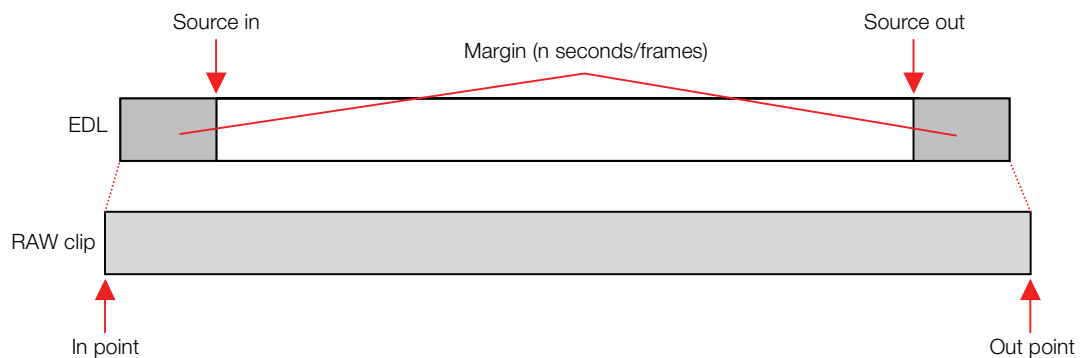 Source in
Source out
Margin (n seconds/frames)
EDL
RAW clip
In point
Out point